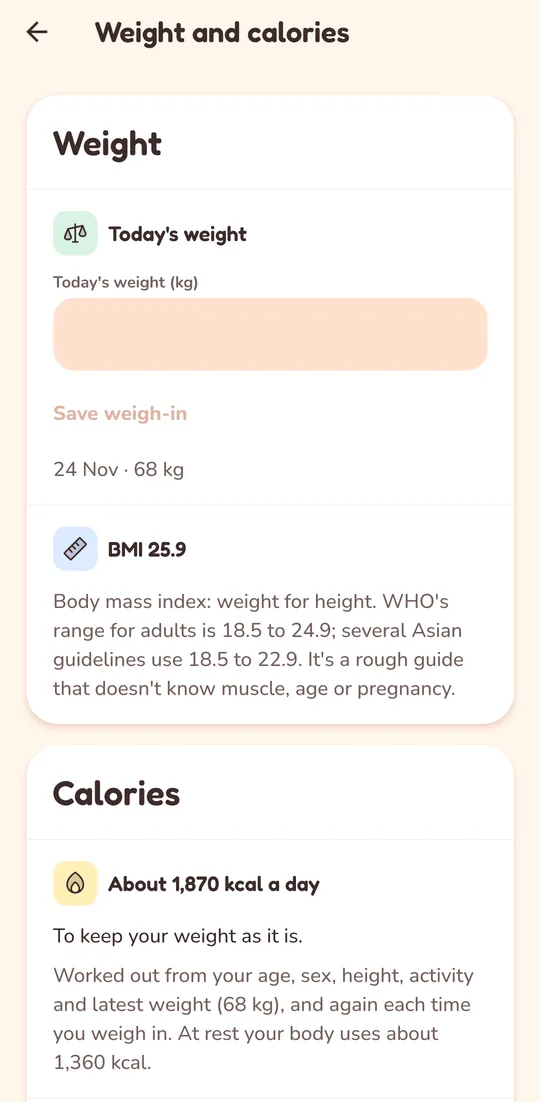 Weight and calories
Weight
Today's weight
Today's weight (kg)
Save weigh-in
24 Nov · 68 kg
BMI 25.9
Body mass index: weight for height. WHO's
range for adults is 18.5 to 24.9; several Asian
guidelines use 18.5 to 22.9. It's a rough guide
that doesn't know muscle, age or pregnancy.
Calories
About 1,870 kcal a day
To keep your weight as it is.
Worked out from your age, sex, height, activity
and latest weight (68 kg), and again each time
you weigh in. At rest your body uses about
1,360 kcal.